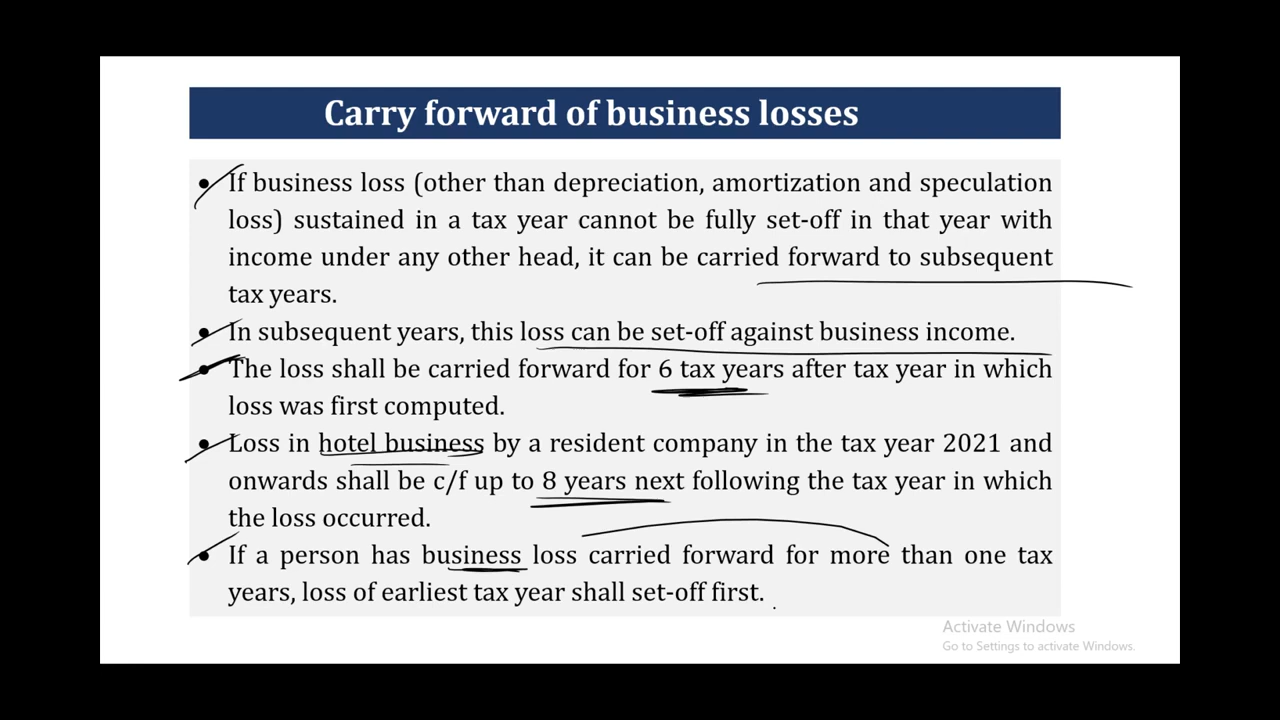 Carry forward of business losses
• If business loss (other than depreciation, amortization and speculation
loss) sustained in a tax year cannot be fully set-off in that year with
income under any other head, it can be carried forward to subsequent
tax years.
• In subsequent years, this loss can be set-off against business income.
• The loss shall be carried forward for 6 tax years after tax year in which
loss was first computed.
• Loss in hotel business by a resident company in the tax year 2021 and
onwards shall be c/f up to 8 years next following the tax year in which
the loss occurred.
• If a person has business loss carried forward for more than one tax
years, loss of earliest tax year shall set-off first.
Activate Windows
Go to Settings to activate Windows.